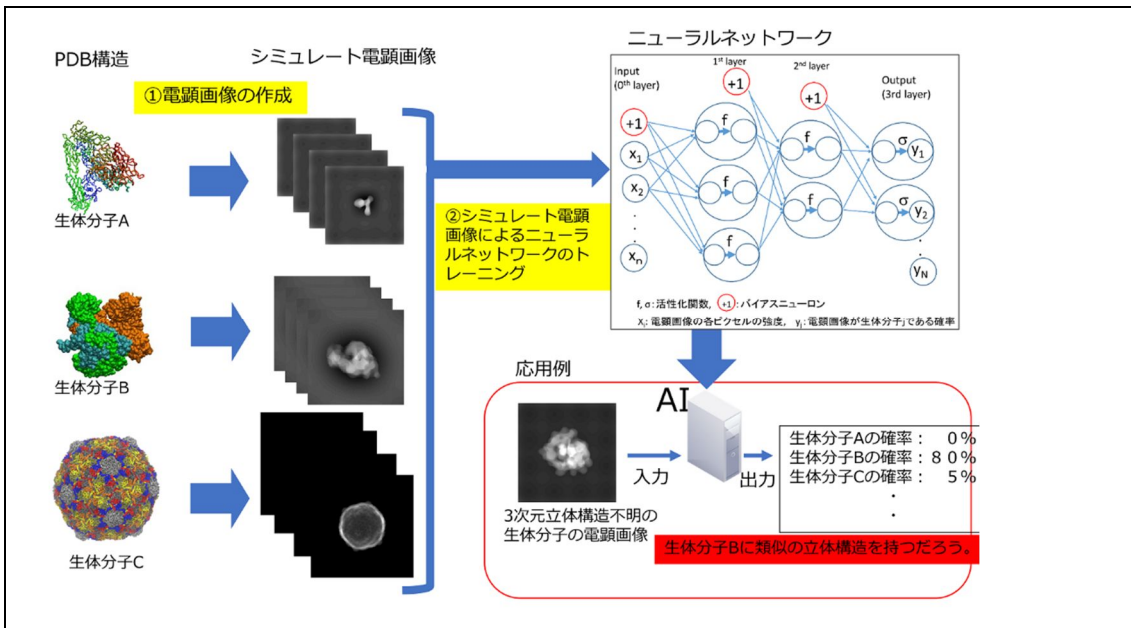 PDB構造
シミュレート電顕画像
①電顕画像の作成
生体分子A
生体分子B
生体分子C
②シミュレート電顕
画像によるニューラ
ルネットワークのト
レーニング
ニューラルネットワーク
Input
(0th layer)
1st layer
2nd layer
Output
(3rd layer)
+1
+1
+1
x1
x2
xn
f
f
f
f
f
σ
y1
σ
y2
yN
f, σ: 活性化関数, +1: バイアスニューロン
xi: 電顕画像の各ピクセルの強度, yj: 電顕画像が生体分子jである確率
応用例
AI
入力
出力
3次元立体構造不明の
生体分子の電顕画像
生体分子Aの確率: 0%
生体分子Bの確率: 80%
生体分子Cの確率: 5%
生体分子Bに類似の立体構造を持つだろう。